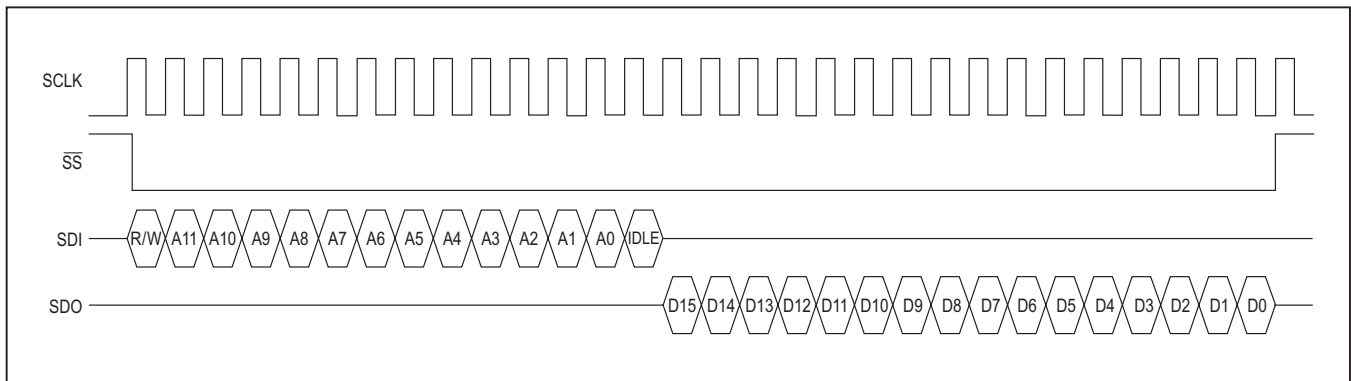 SCLK
SS
SDI R/W A11 A10 A9 A8 A7 A6 A5 A4 A3 A2 A1 A0 IDLE
SDO D15 D14 D13 D12 D11 D10 D9 D8 D7 D6 D5 D4 D3 D2 D1 D0